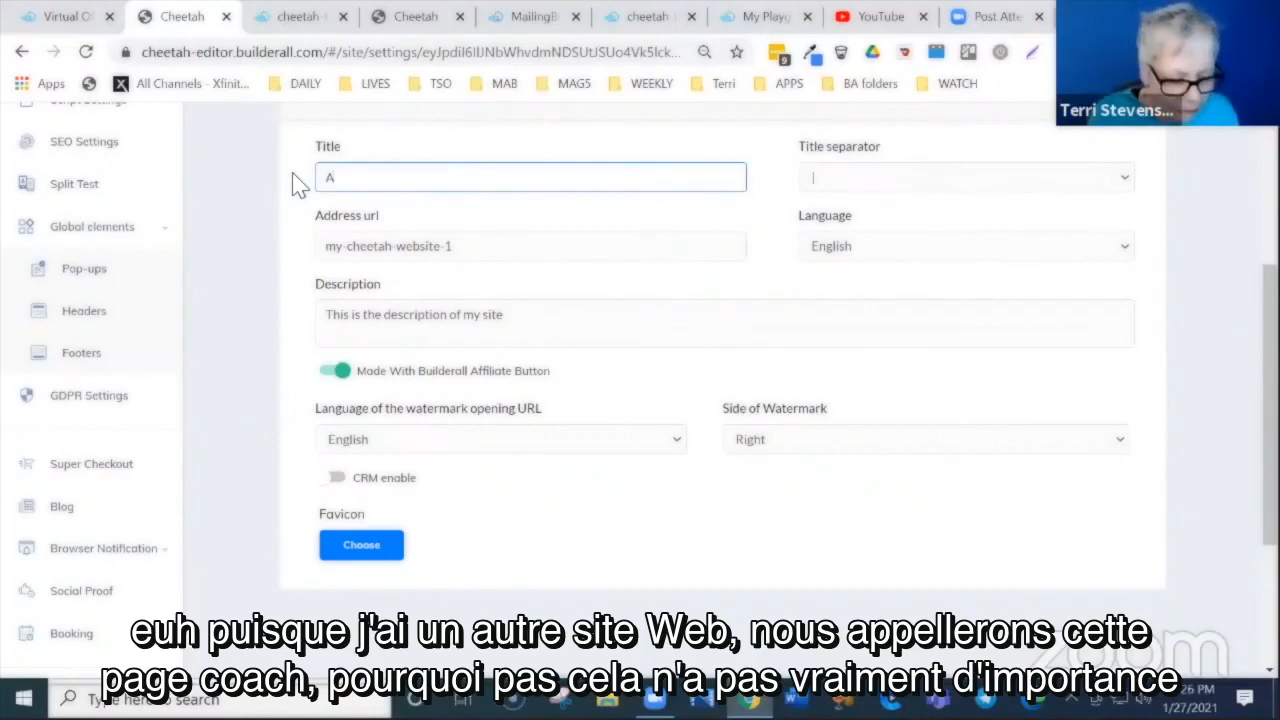 Virtual O
Cheetah
cheetah-
Cheetah
MailingB
cheetah
My Playg
YouTube
Post Atte
cheetah-editor.builderall.com/#/site/settings/eyJpdiI6IlJNbWhvdmNDSUtJSUo4Vk5Ick...
9
Apps
All Channels - Xfinit...
DAILY
LIVES
TSO
MAB
MAG5
WEEKLY
Terri
APPS
BA folders
WATCH
Terri Stevens...
Script Settings
SEO Settings
Split Test
Global elements
Pop-ups
Headers
Footers
GDPR Settings
Super Checkout
Blog
Browser Notification
Social Proof
Booking
Title
Title separator
A
|
Address url
Language
my-cheetah-website-1
English
Description
This is the description of my site
Made With Builderall Affiliate Button
Language of the watermark opening URL
Side of Watermark
English
Right
CRM enable
Favicon
Choose
euh puisque j'ai un autre site Web, nous appellerons cette
page coach, pourquoi pas cela n'a pas vraiment d'importance
zoom
Type here to search
:26 PM
1/27/2021